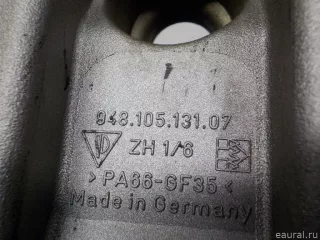 948.105.131.07
ZH 1/6
>PA66-GF35<
Made in Germany
eaural.ru